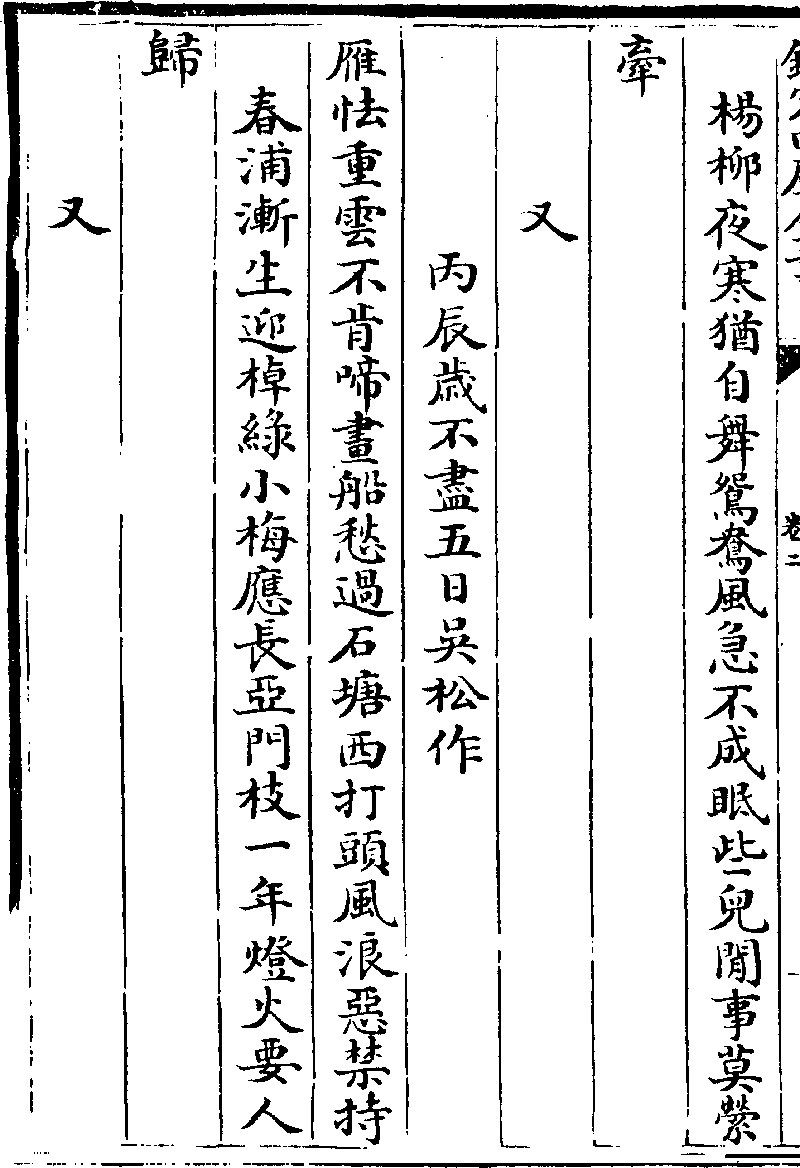 楊柳夜寒猶自舞鴛鴦風急不成眠些兒閒事莫縈
牽
又
丙辰歲不盡五日吳松作
雁怯重雲不肯啼畫船愁過石塘西打頭風浪惡禁持
春浦漸生迎棹綠小梅應長亞門枝一年燈火要人
歸
又
卷二